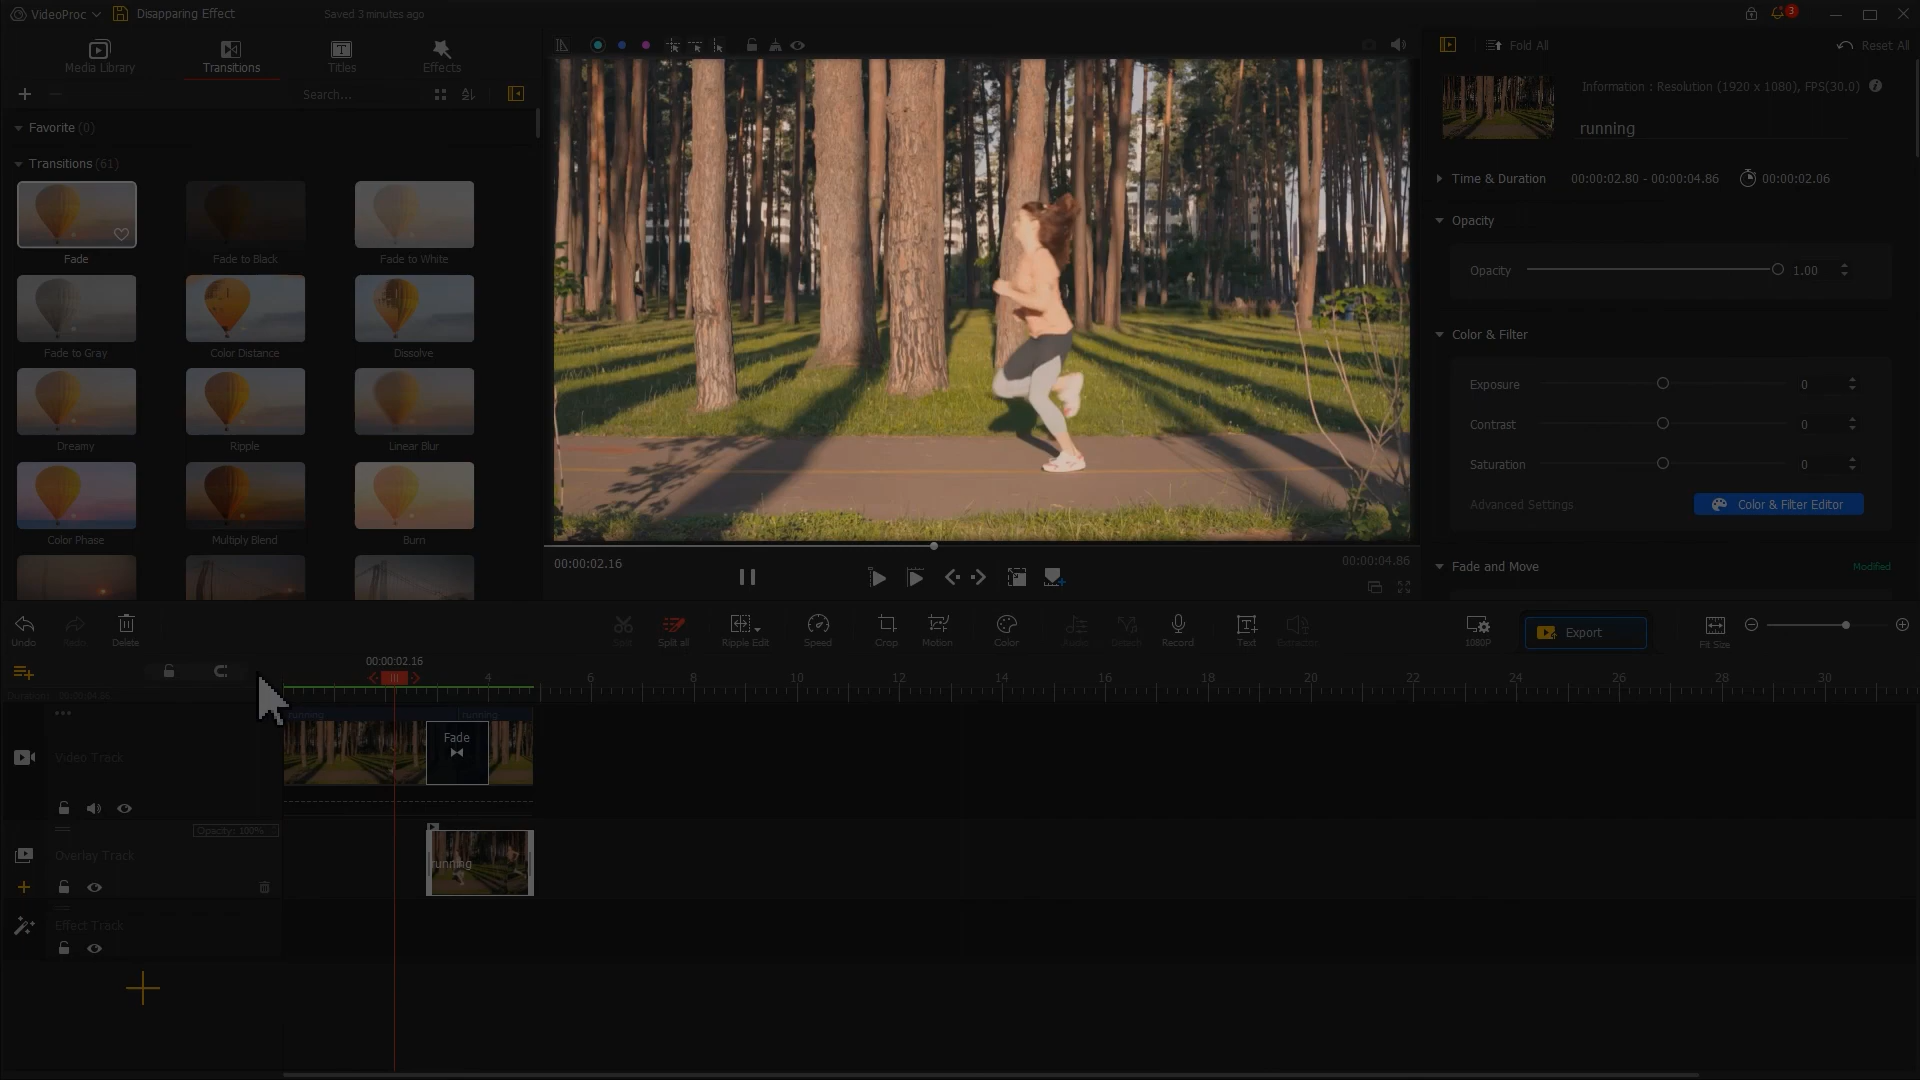 VideoProc
Disapparing Effect
Saved 3 minutes ago
3
Media Library
Transitions
Titles
Effects
Fold All
Reset All
Search...
Information : Resolution (1920 x 1080), FPS(30.0)
running
Favorite (0)
Transitions (61)
Time & Duration
00:00:02.80 - 00:00:04.86
00:00:02.06
Opacity
Fade
Fade to Black
Fade to White
Opacity
1.00
Fade to Gray
Color Distance
Dissolve
Color & Filter
Exposure
0
Contrast
0
Dreamy
Ripple
Linear Blur
Saturation
0
Advanced Settings
Color & Filter Editor
Color Phase
Multiply Blend
Burn
00:00:02.16
00:00:04.86
Fade and Move
Modified
Undo
Redo
Delete
Split
Split all
Ripple Edit
Speed
Crop
Motion
Color
Audio
Detach
Record
Text
Extractor
1080P
Export
Fit Size
00:00:02.16
4
6
8
10
12
14
16
18
20
22
24
26
28
30
running
running
Fade
Video Track
Opacity: 100%
Overlay Track
running
Effect Track